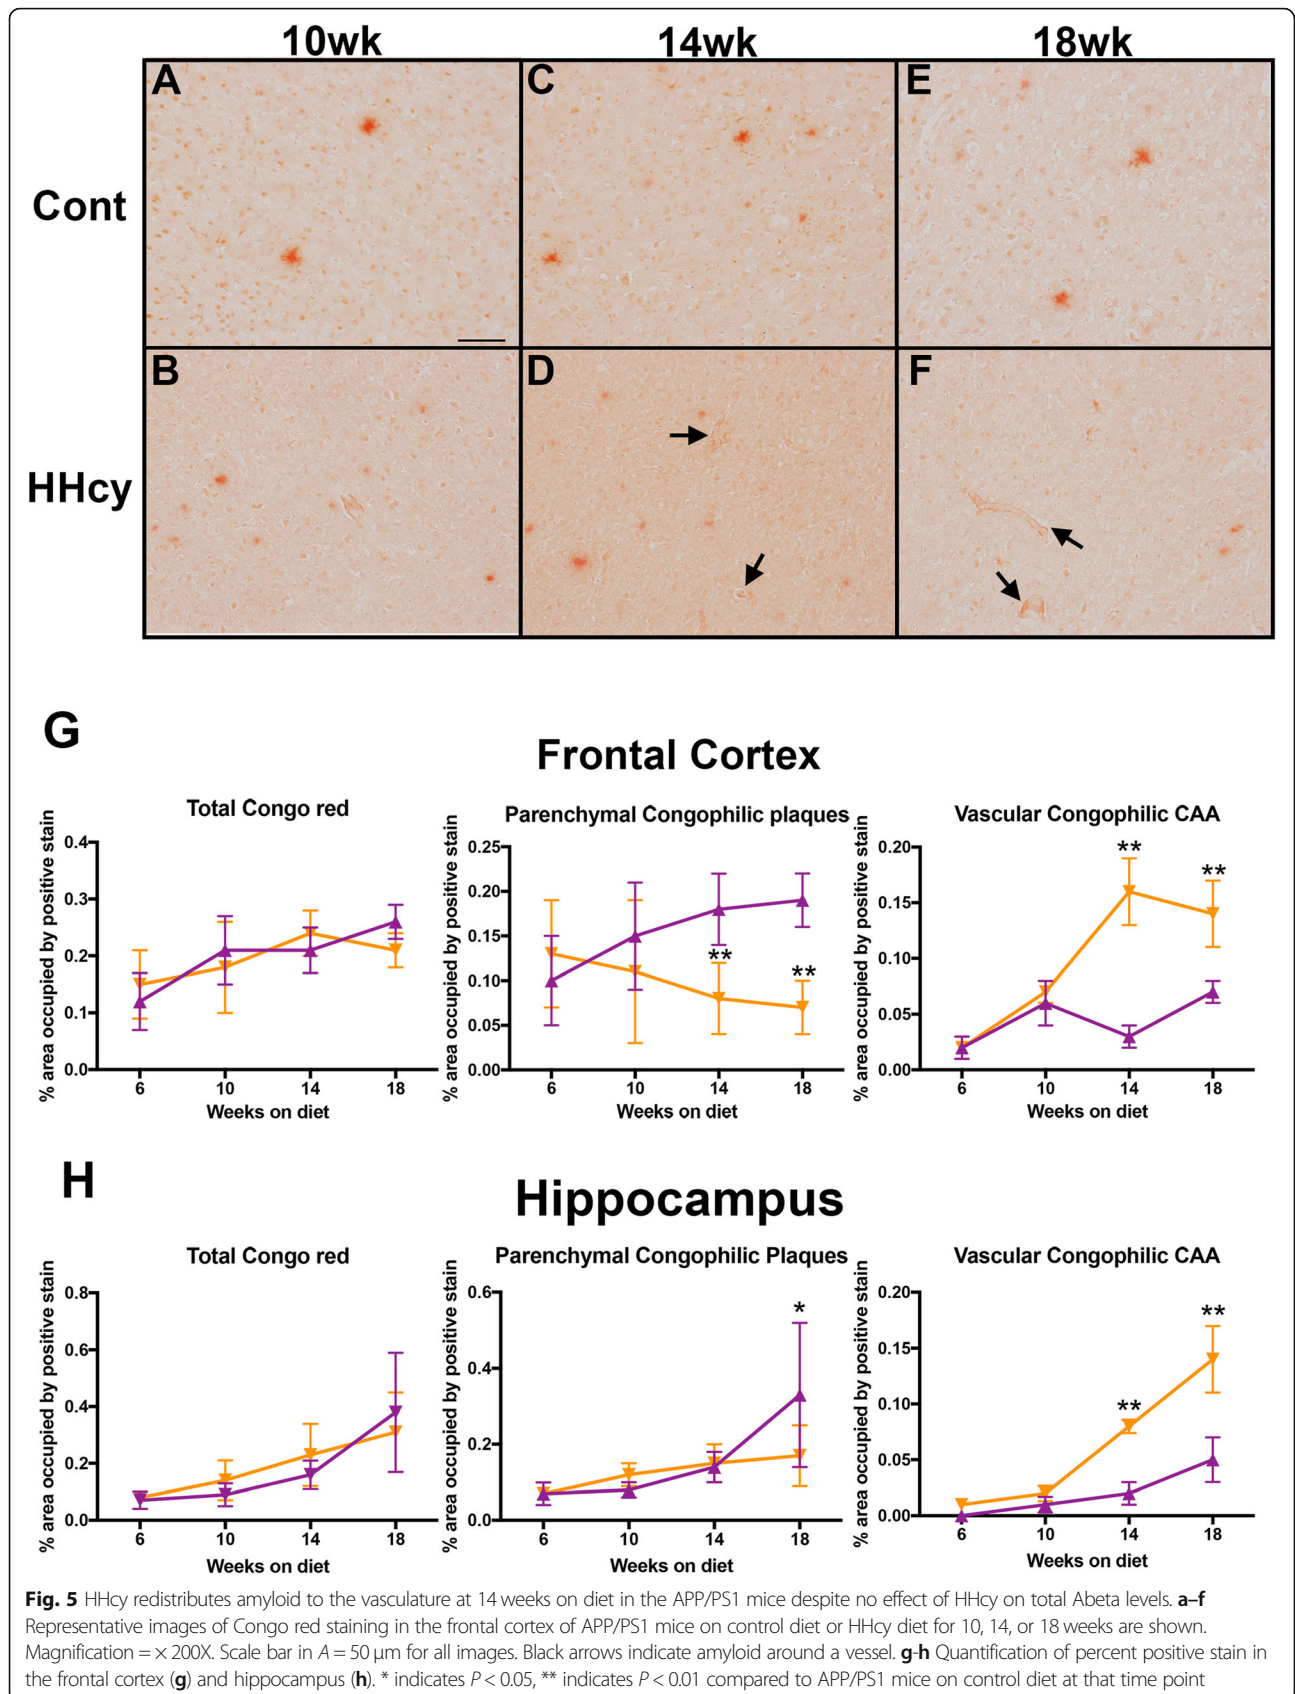 10wk 14wk 18wk
A C E
Cont
B D F
HHcy
G
Frontal Cortex
Total Congo red
% area occupied by positive stain
0.4
0.3
0.2
0.1
0.0
6 10 14 18
Weeks on diet
Parenchymal Congophilic plaques
% area occupied by positive stain
0.25
0.20
0.15
0.10
0.05
0.00
**
**
6 10 14 18
Weeks on diet
Vascular Congophilic CAA
% area occupied by positive stain
0.20
0.15
0.10
0.05
0.00
**
**
6 10 14 18
Weeks on diet
H
Hippocampus
Total Congo red
% area occupied by positive stain
0.8
0.6
0.4
0.2
0.0
6 10 14 18
Weeks on diet
Parenchymal Congophilic Plaques
% area occupied by positive stain
0.6
0.4
0.2
0.0
*
6 10 14 18
Weeks on diet
Vascular Congophilic CAA
% area occupied by positive stain
0.20
0.15
0.10
0.05
0.00
**
**
6 10 14 18
Weeks on diet
Fig. 5 HHcy redistributes amyloid to the vasculature at 14 weeks on diet in the APP/PS1 mice despite no effect of HHcy on total Abeta levels. a–f
Representative images of Congo red staining in the frontal cortex of APP/PS1 mice on control diet or HHcy diet for 10, 14, or 18 weeks are shown.
Magnification = × 200X. Scale bar in A = 50 μm for all images. Black arrows indicate amyloid around a vessel. g-h Quantification of percent positive stain in
the frontal cortex (g) and hippocampus (h). * indicates P < 0.05, ** indicates P < 0.01 compared to APP/PS1 mice on control diet at that time point